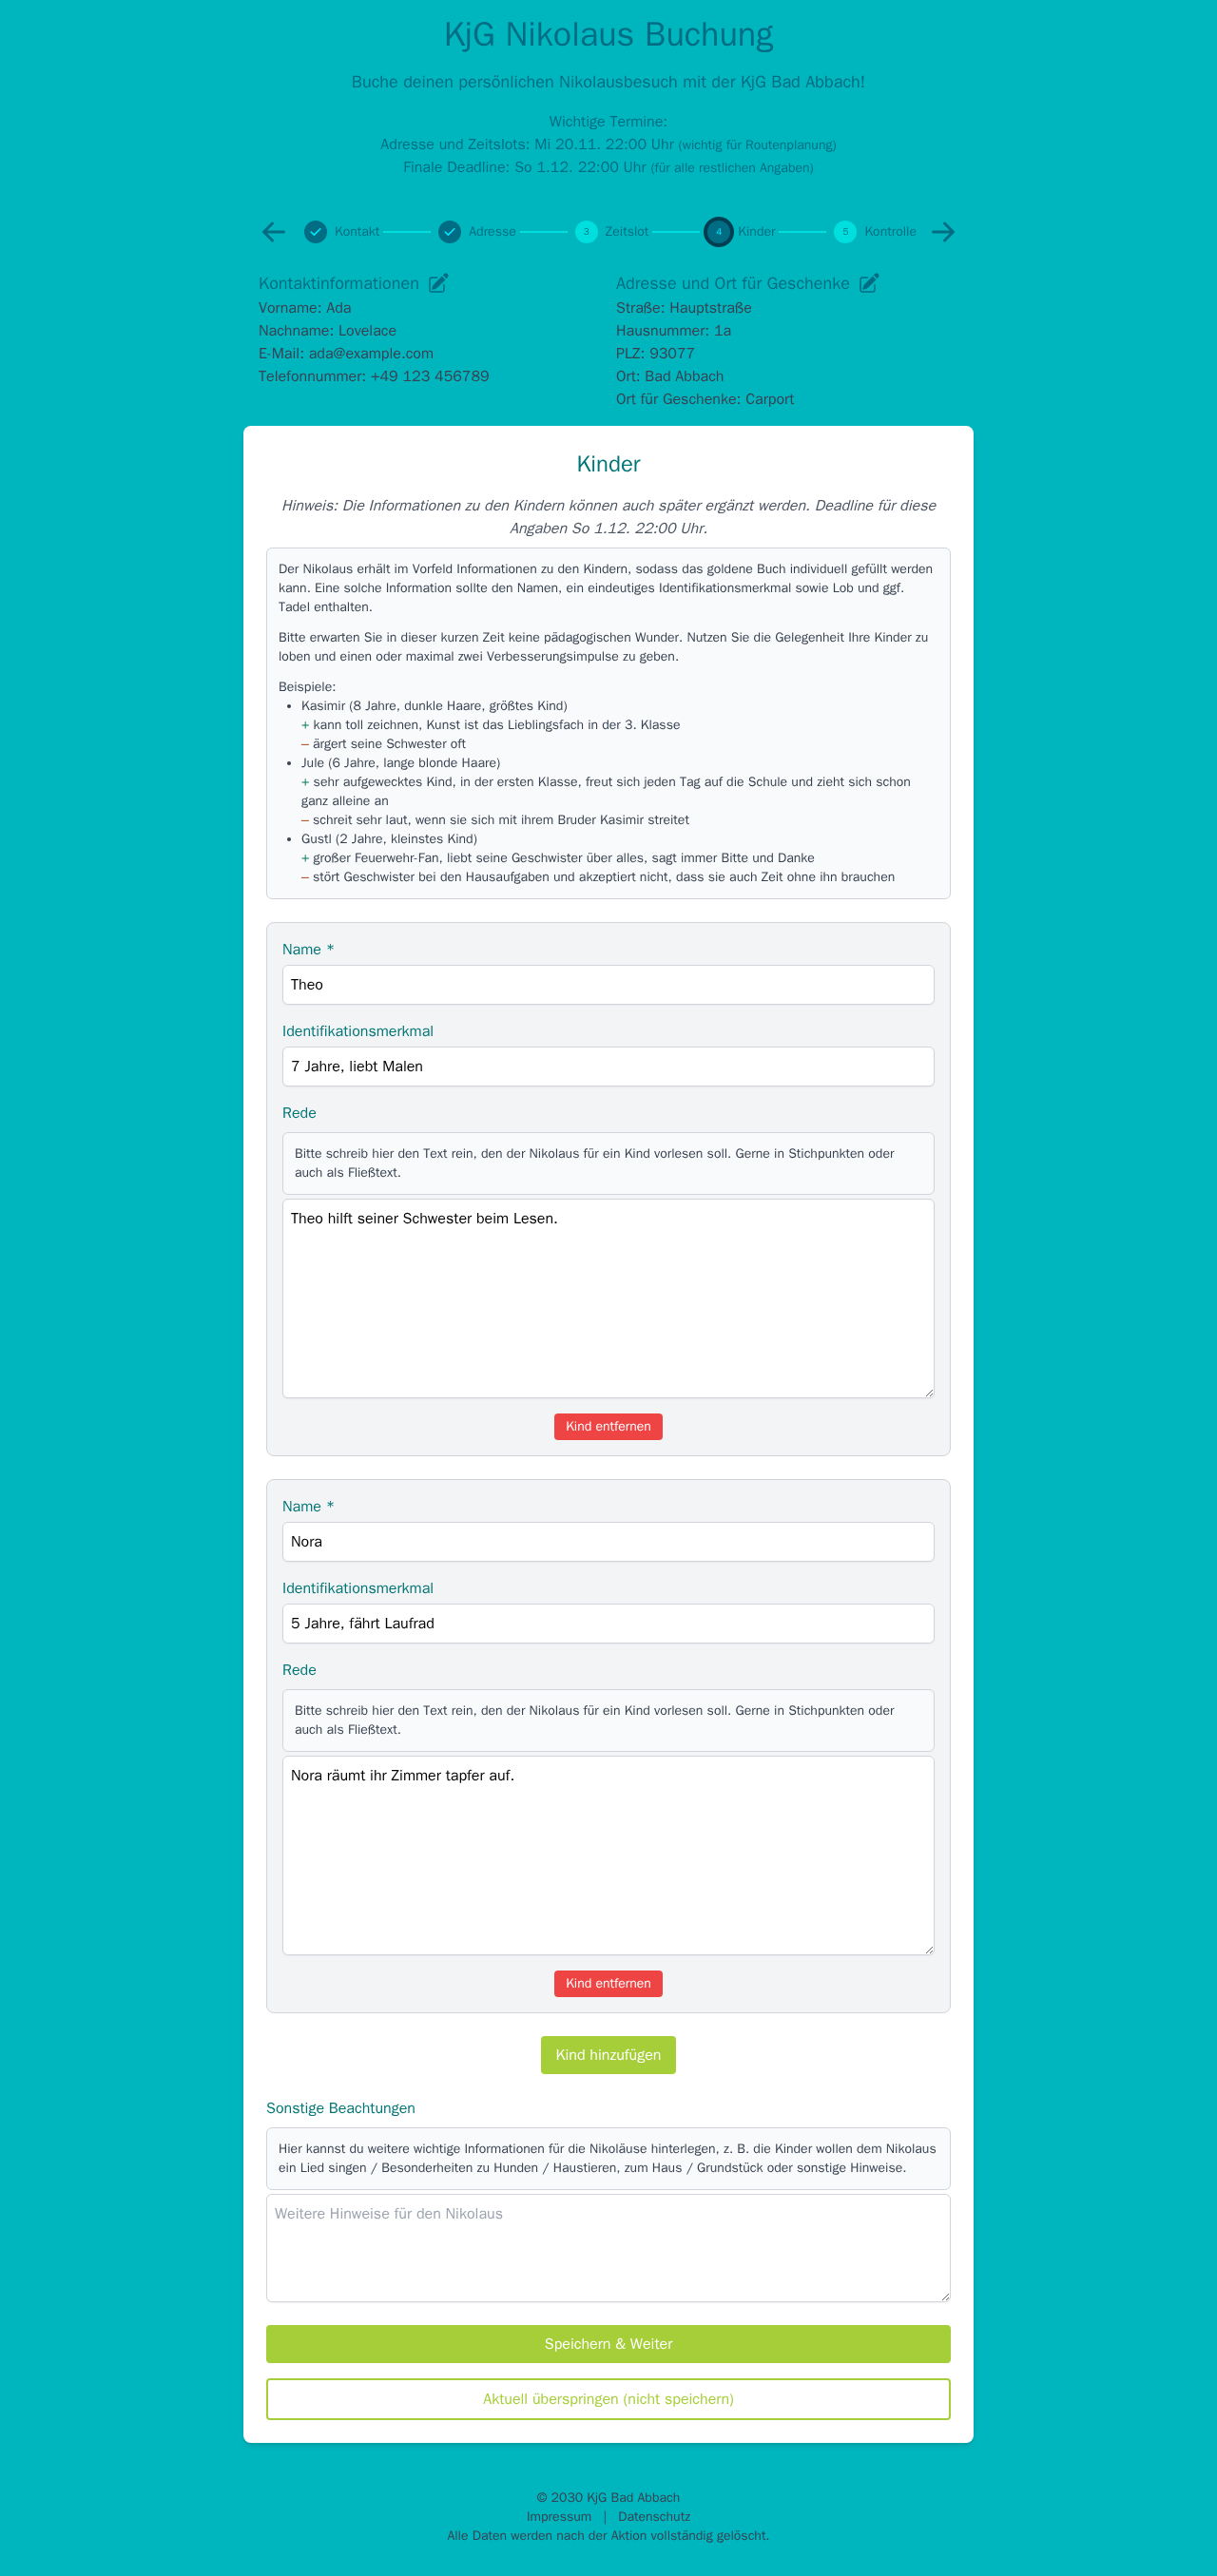 KjG Nikolaus Buchung
Buche deinen persönlichen Nikolausbesuch mit der KjG Bad Abbach!
Wichtige Termine:
Adresse und Zeitslots: Mi 20.11. 22:00 Uhr (wichtig für Routenplanung)
Finale Deadline: So 1.12. 22:00 Uhr (für alle restlichen Angaben)
Kontakt Adresse 3 Zeitslot 4 Kinder 5 Kontrolle
Kontaktinformationen
Vorname: Ada
Nachname: Lovelace
E-Mail: ada@example.com
Telefonnummer: +49 123 456789
Adresse und Ort für Geschenke
Straße: Hauptstraße
Hausnummer: 1a
PLZ: 93077
Ort: Bad Abbach
Ort für Geschenke: Carport
Kinder
Hinweis: Die Informationen zu den Kindern können auch später ergänzt werden. Deadline für diese
Angaben So 1.12. 22:00 Uhr.
Der Nikolaus erhält im Vorfeld Informationen zu den Kindern, sodass das goldene Buch individuell gefüllt werden
kann. Eine solche Information sollte den Namen, ein eindeutiges Identifikationsmerkmal sowie Lob und ggf.
Tadel enthalten.
Bitte erwarten Sie in dieser kurzen Zeit keine pädagogischen Wunder. Nutzen Sie die Gelegenheit Ihre Kinder zu
loben und einen oder maximal zwei Verbesserungsimpulse zu geben.
Beispiele:
• Kasimir (8 Jahre, dunkle Haare, größtes Kind)
+ kann toll zeichnen, Kunst ist das Lieblingsfach in der 3. Klasse
– ärgert seine Schwester oft
• Jule (6 Jahre, lange blonde Haare)
+ sehr aufgewecktes Kind, in der ersten Klasse, freut sich jeden Tag auf die Schule und zieht sich schon
ganz alleine an
– schreit sehr laut, wenn sie sich mit ihrem Bruder Kasimir streitet
• Gustl (2 Jahre, kleinstes Kind)
+ großer Feuerwehr-Fan, liebt seine Geschwister über alles, sagt immer Bitte und Danke
– stört Geschwister bei den Hausaufgaben und akzeptiert nicht, dass sie auch Zeit ohne ihn brauchen
Name *
Theo
Identifikationsmerkmal
7 Jahre, liebt Malen
Rede
Bitte schreib hier den Text rein, den der Nikolaus für ein Kind vorlesen soll. Gerne in Stichpunkten oder
auch als Fließtext.
Theo hilft seiner Schwester beim Lesen.
Kind entfernen
Name *
Nora
Identifikationsmerkmal
5 Jahre, fährt Laufrad
Rede
Bitte schreib hier den Text rein, den der Nikolaus für ein Kind vorlesen soll. Gerne in Stichpunkten oder
auch als Fließtext.
Nora räumt ihr Zimmer tapfer auf.
Kind entfernen
Kind hinzufügen
Sonstige Beachtungen
Hier kannst du weitere wichtige Informationen für die Nikoläuse hinterlegen, z. B. die Kinder wollen dem Nikolaus
ein Lied singen / Besonderheiten zu Hunden / Haustieren, zum Haus / Grundstück oder sonstige Hinweise.
Weitere Hinweise für den Nikolaus
Speichern & Weiter
Aktuell überspringen (nicht speichern)
© 2030 KjG Bad Abbach
Impressum | Datenschutz
Alle Daten werden nach der Aktion vollständig gelöscht.